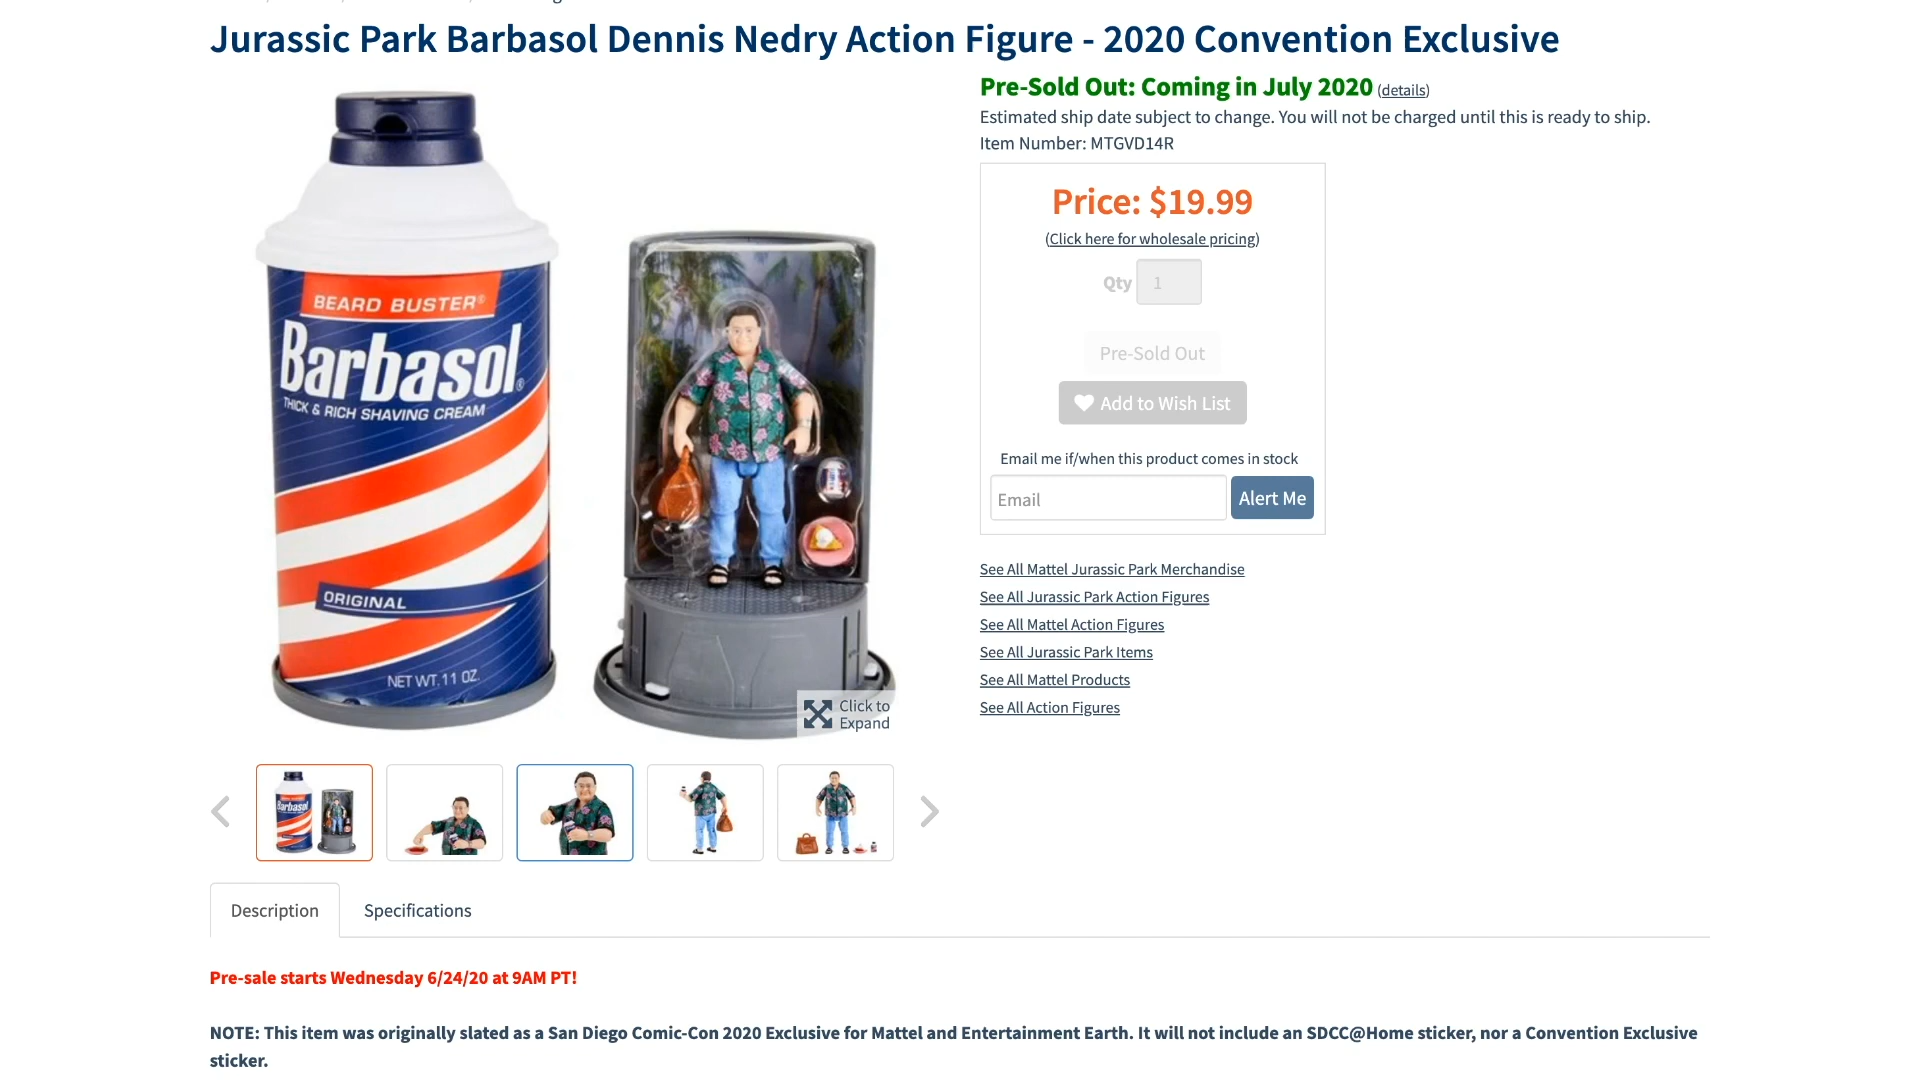 Jurassic Park Barbasol Dennis Nedry Action Figure - 2020 Convention Exclusive
Pre-Sold Out: Coming in July 2020 (details)
Estimated ship date subject to change. You will not be charged until this is ready to ship.
Item Number: MTGVD14R
Price: $19.99
(Click here for wholesale pricing)
Qty 1
Pre-Sold Out
Add to Wish List
Email me if/when this product comes in stock
Email
Alert Me
See All Mattel Jurassic Park Merchandise
See All Jurassic Park Action Figures
See All Mattel Action Figures
See All Jurassic Park Items
See All Mattel Products
See All Action Figures
BEARD BUSTER®
Barbasol®
THICK & RICH SHAVING CREAM
ORIGINAL
NET WT. 11 OZ.
Click to
Expand
Barbasol
Description
Specifications
Pre-sale starts Wednesday 6/24/20 at 9AM PT!
NOTE: This item was originally slated as a San Diego Comic-Con 2020 Exclusive for Mattel and Entertainment Earth. It will not include an SDCC@Home sticker, nor a Convention Exclusive
sticker.